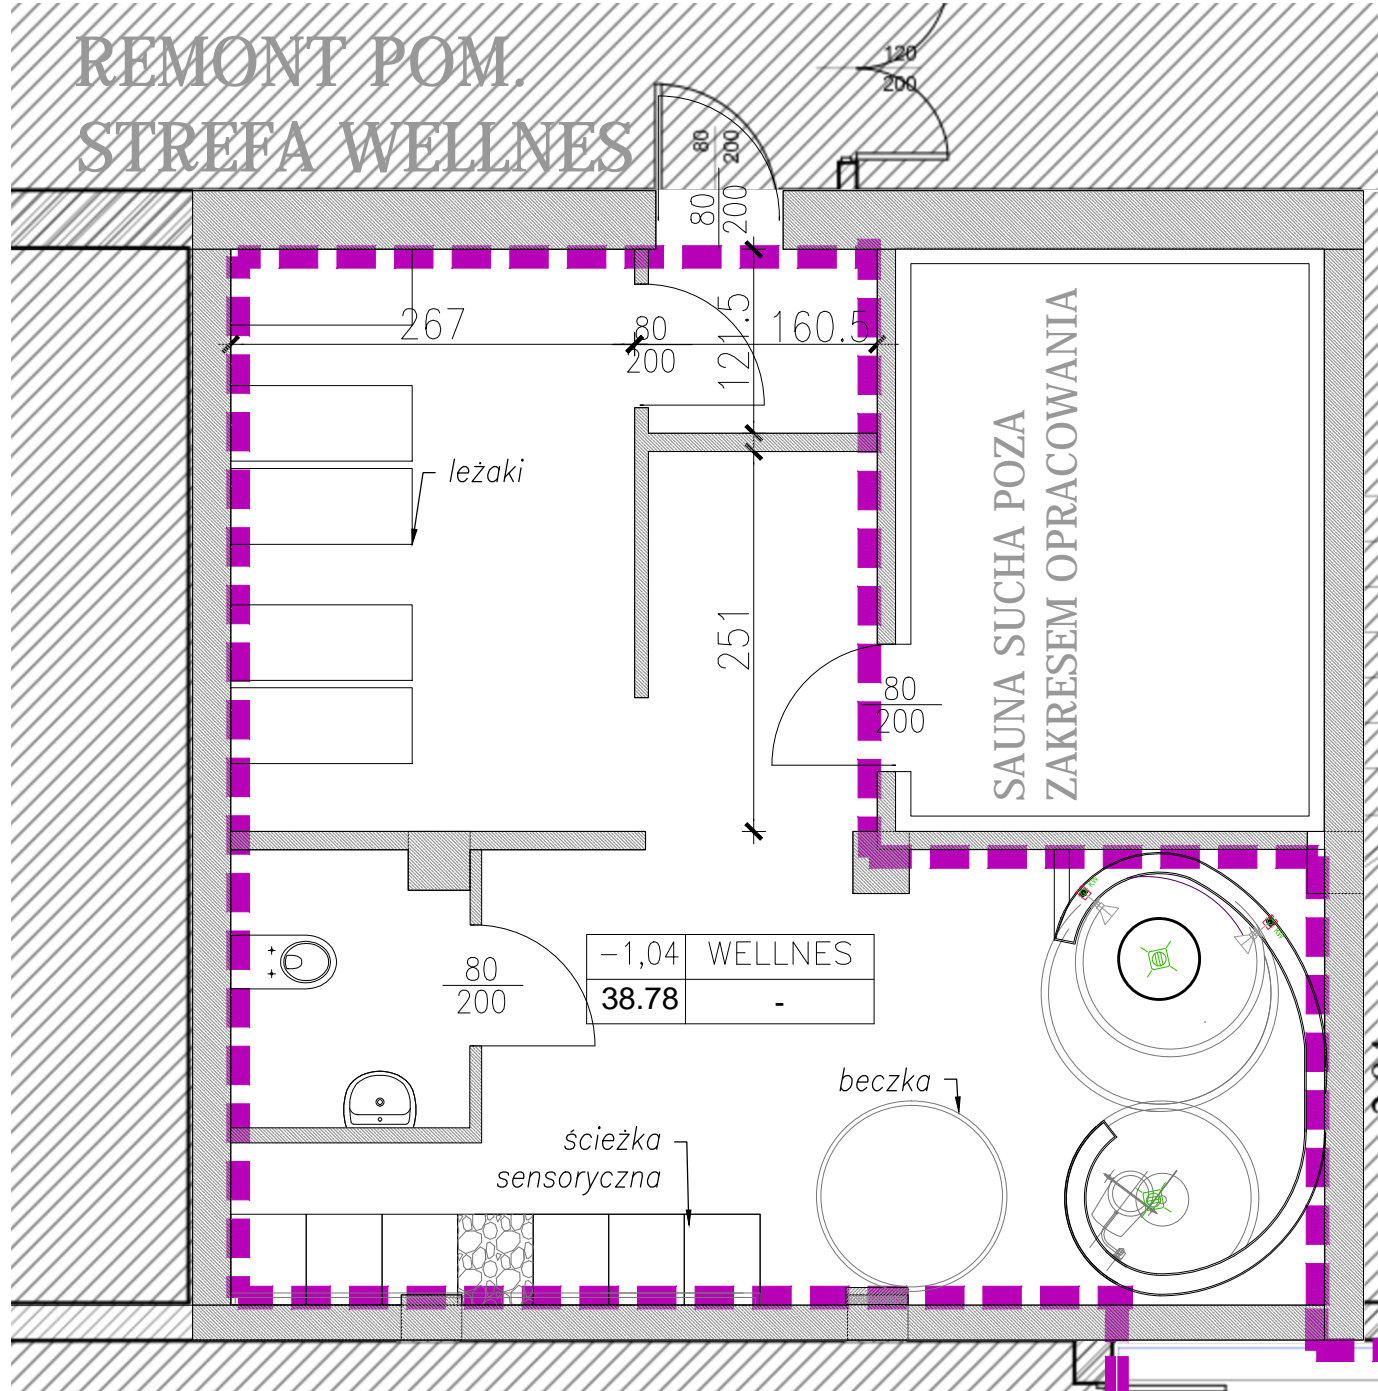 REMONT POM.
STREFA WELLNES
120
200
80
200
80
200
267
80
200
121.5
160.5
leżaki
251
80
200
SAUNA SUCHA POZA
ZAKRESEM OPRACOWANIA
80
200
-1,04 WELLNES
38.78 -
beczka
ścieżka
sensoryczna